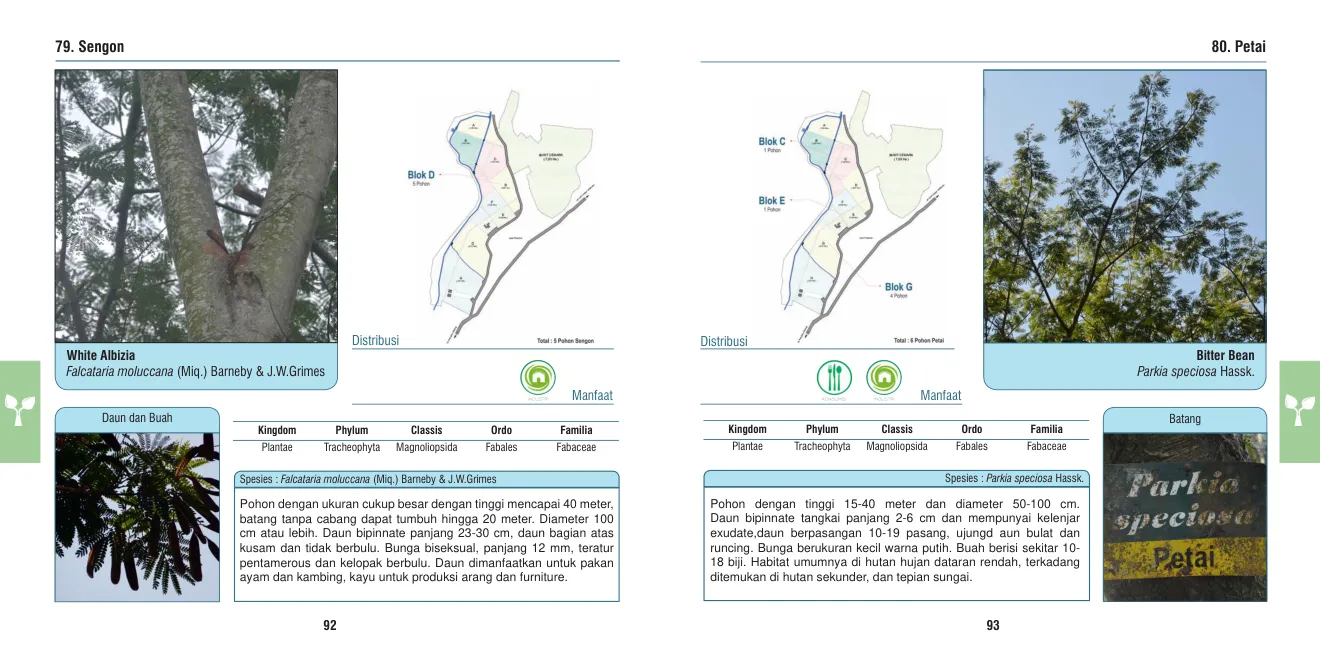 79. Sengon
White Albizia
Falcataria moluccana (Miq.) Barneby & J.W.Grimes
Blok D
5 Pohon
Distribusi
Total : 5 Pohon Sengon
INDUSTRI
Manfaat
Daun dan Buah
Kingdom Phylum Classis Ordo Familia
Plantae Tracheophyta Magnoliopsida Fabales Fabaceae
Spesies : Falcataria moluccana (Miq.) Barneby & J.W.Grimes
Pohon dengan ukuran cukup besar dengan tinggi mencapai 40 meter,
batang tanpa cabang dapat tumbuh hingga 20 meter. Diameter 100
cm atau lebih. Daun bipinnate panjang 23-30 cm, daun bagian atas
kusam dan tidak berbulu. Bunga biseksual, panjang 12 mm, teratur
pentamerous dan kelopak berbulu. Daun dimanfaatkan untuk pakan
ayam dan kambing, kayu untuk produksi arang dan furniture.
92
80. Petai
Blok C
1 Pohon
Blok E
1 Pohon
Blok G
4 Pohon
Distribusi
Total : 6 Pohon Petai
KONSUMSI
INDUSTRI
Manfaat
Bitter Bean
Parkia speciosa Hassk.
Kingdom Phylum Classis Ordo Familia
Plantae Tracheophyta Magnoliopsida Fabales Fabaceae
Spesies : Parkia speciosa Hassk.
Pohon dengan tinggi 15-40 meter dan diameter 50-100 cm.
Daun bipinnate tangkai panjang 2-6 cm dan mempunyai kelenjar
exudate,daun berpasangan 10-19 pasang, ujungd aun bulat dan
runcing. Bunga berukuran kecil warna putih. Buah berisi sekitar 10-
18 biji. Habitat umumnya di hutan hujan dataran rendah, terkadang
ditemukan di hutan sekunder, dan tepian sungai.
Batang
Parkia
speciosa
Petai
93